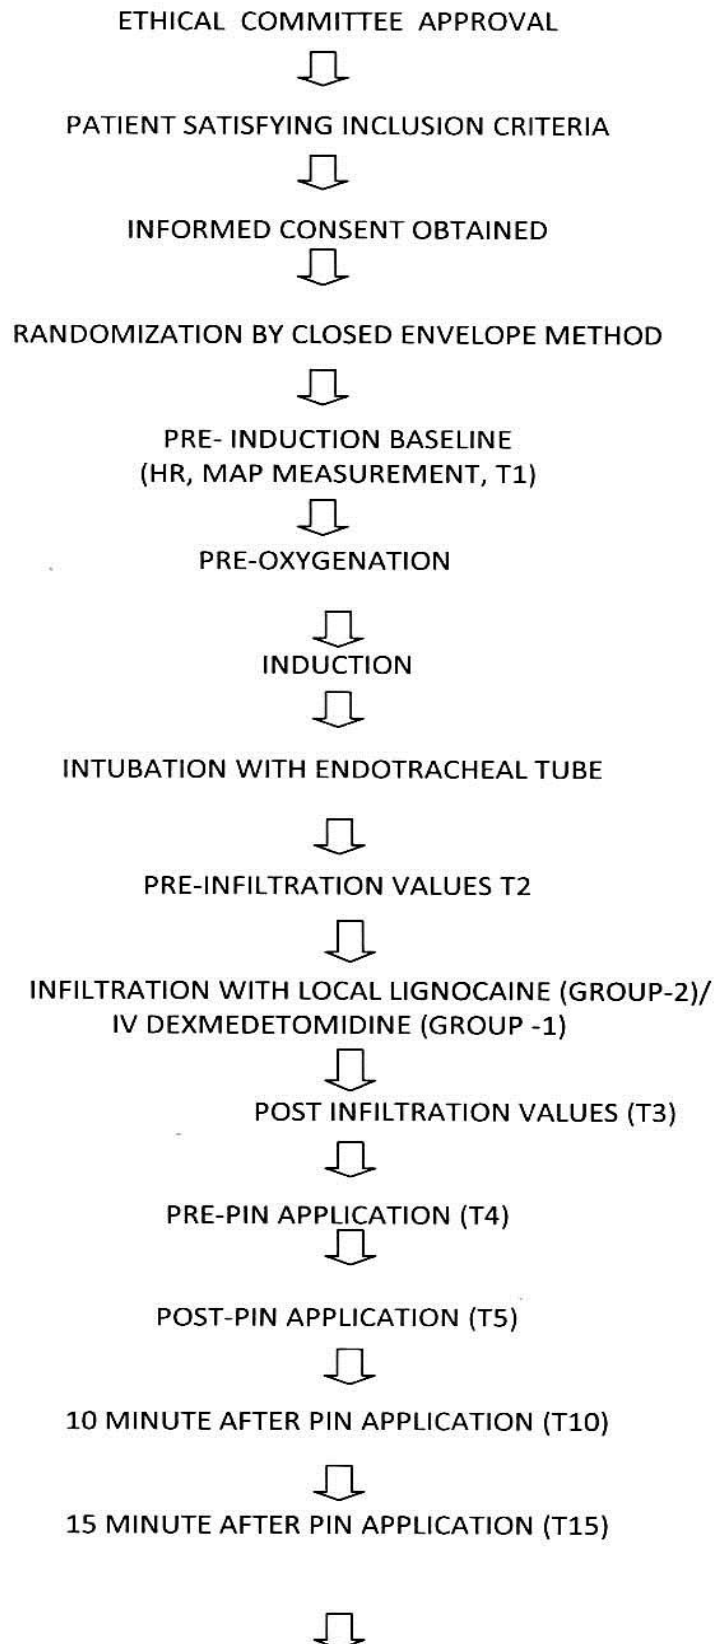 ETHICAL COMMITTEE APPROVAL
PATIENT SATISFYING INCLUSION CRITERIA
INFORMED CONSENT OBTAINED
RANDOMIZATION BY CLOSED ENVELOPE METHOD
PRE- INDUCTION BASELINE
(HR, MAP MEASUREMENT, T1)
PRE-OXYGENATION
INDUCTION
INTUBATION WITH ENDOTRACHEAL TUBE
PRE-INFILTRATION VALUES T2
INFILTRATION WITH LOCAL LIGNOCAINE (GROUP-2)/
IV DEXMEDETOMIDINE (GROUP -1)
POST INFILTRATION VALUES (T3)
PRE-PIN APPLICATION (T4)
POST-PIN APPLICATION (T5)
10 MINUTE AFTER PIN APPLICATION (T10)
15 MINUTE AFTER PIN APPLICATION (T15)